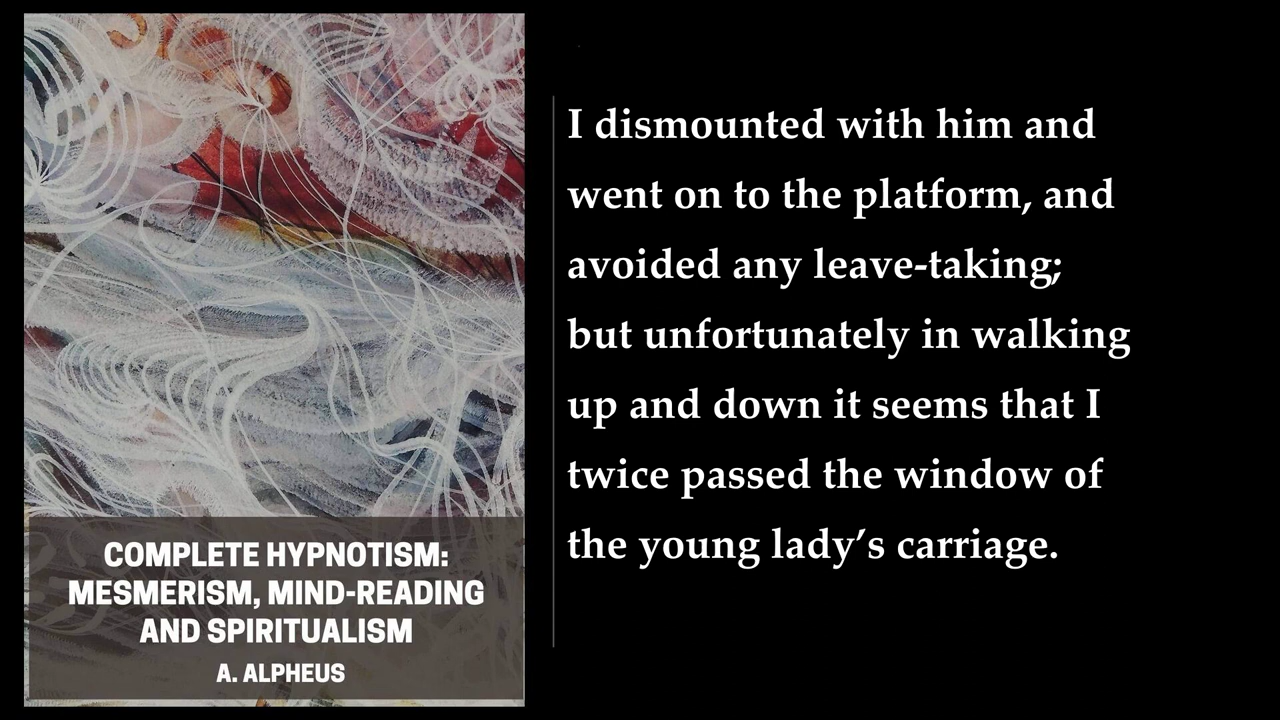 COMPLETE HYPNOTISM:
MESMERISM, MIND-READING
AND SPIRITUALISM
A. ALPHEUS
I dismounted with him and
went on to the platform, and
avoided any leave-taking;
but unfortunately in walking
up and down it seems that I
twice passed the window of
the young lady’s carriage.